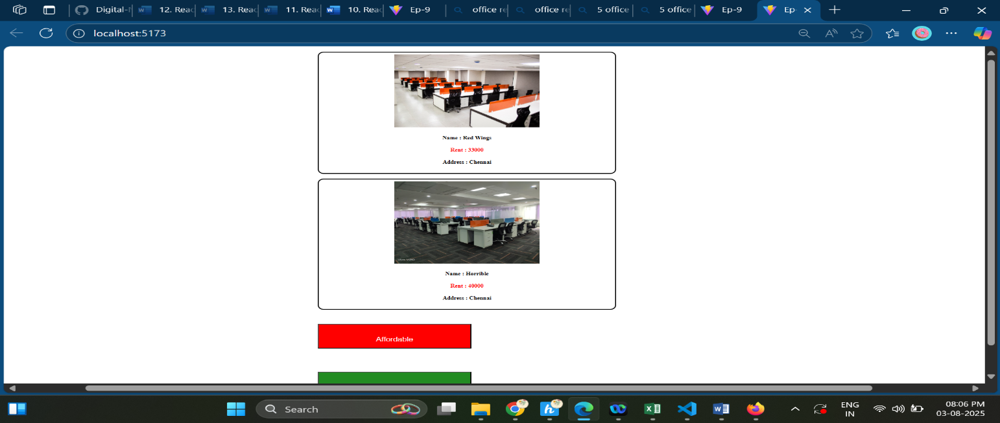 Digital-N
12. Reac
13. Reac
11. Reac
10. Reac
Ep-9
office re
office re
5 office
5 office
Ep-9
Ep-
localhost:5173
Name : Red Wings
Rent : 33000
Address : Chennai
Name : Horrible
Rent : 40000
Address : Chennai
Affordable
Search
ENG
IN
08:06 PM
03-08-2025